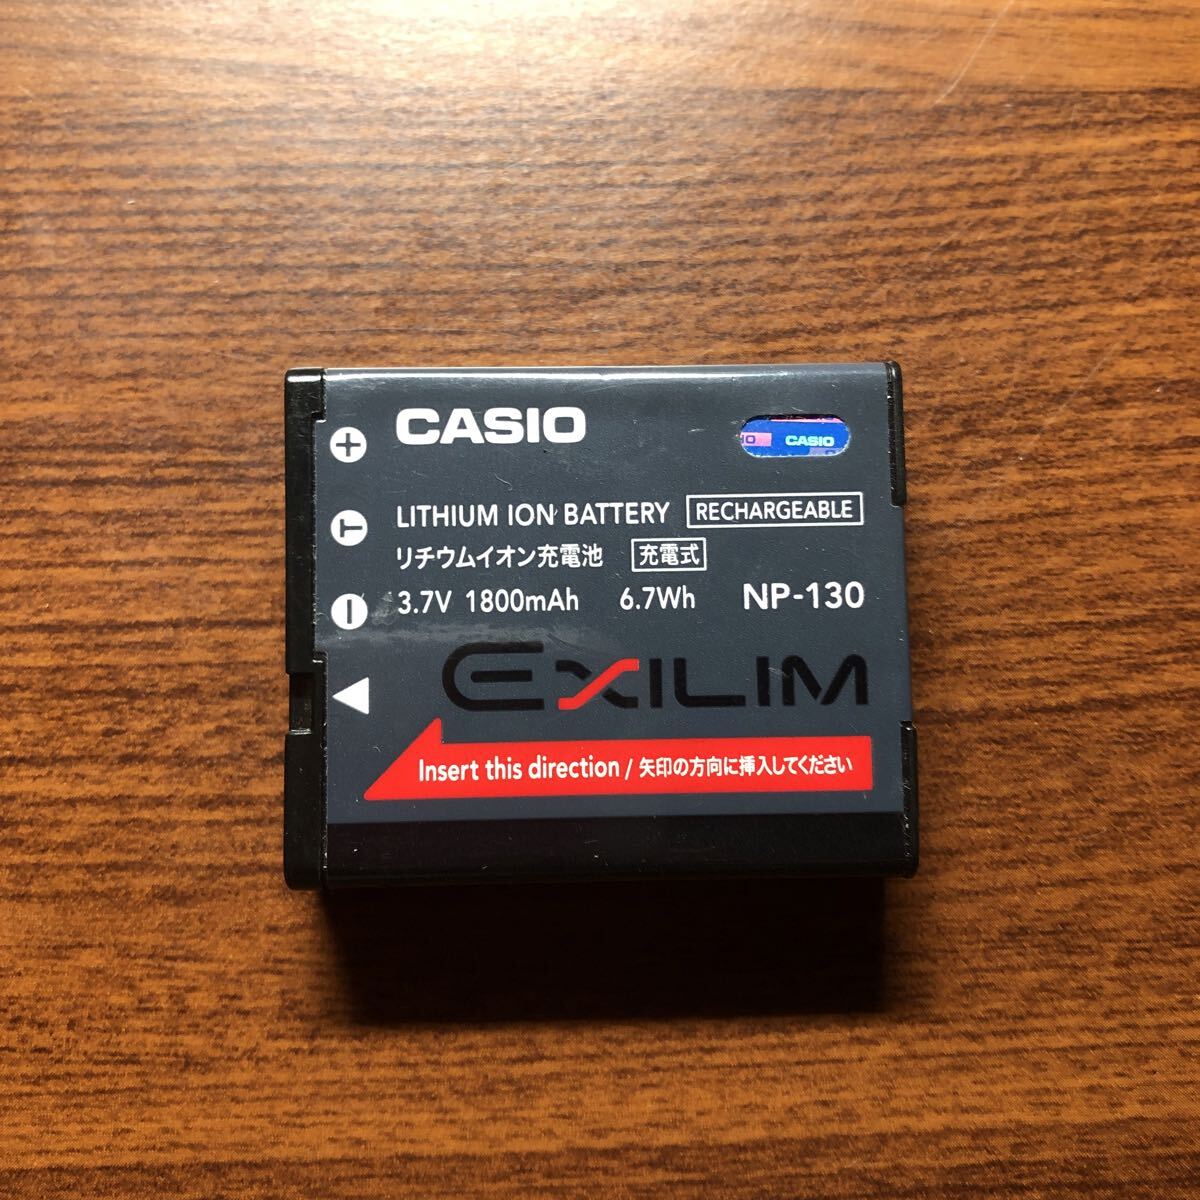 CASIO
IO CASIO
+
LITHIUM ION BATTERY RECHARGEABLE
T
リチウムイオン充電池 充電式
3.7V 1800mAh 6.7Wh NP-130
−
EXILIM
Insert this direction / 矢印の方向に挿入してください